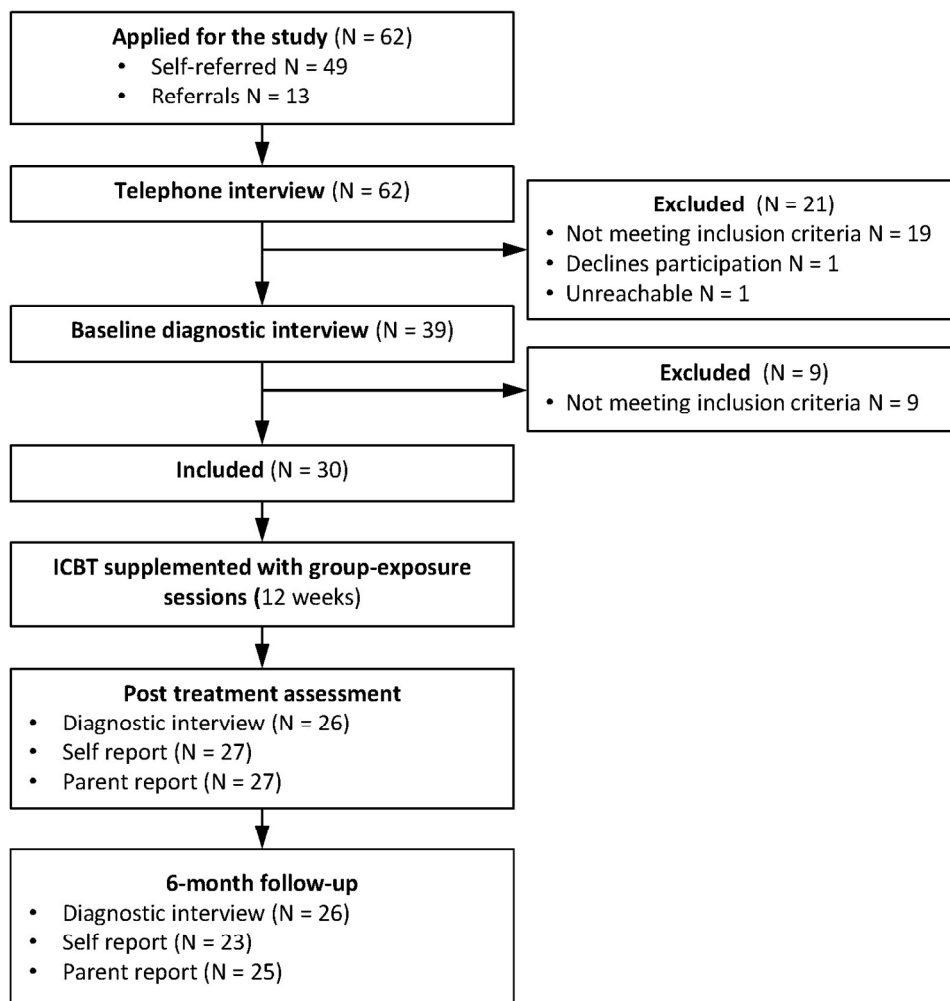 Applied for the study (N = 62)
• Self-referred N = 49
• Referrals N = 13
Telephone interview (N = 62)
Excluded (N = 21)
• Not meeting inclusion criteria N = 19
• Declines participation N = 1
• Unreachable N = 1
Baseline diagnostic interview (N = 39)
Excluded (N = 9)
• Not meeting inclusion criteria N = 9
Included (N = 30)
ICBT supplemented with group-exposure
sessions (12 weeks)
Post treatment assessment
• Diagnostic interview (N = 26)
• Self report (N = 27)
• Parent report (N = 27)
6-month follow-up
• Diagnostic interview (N = 26)
• Self report (N = 23)
• Parent report (N = 25)